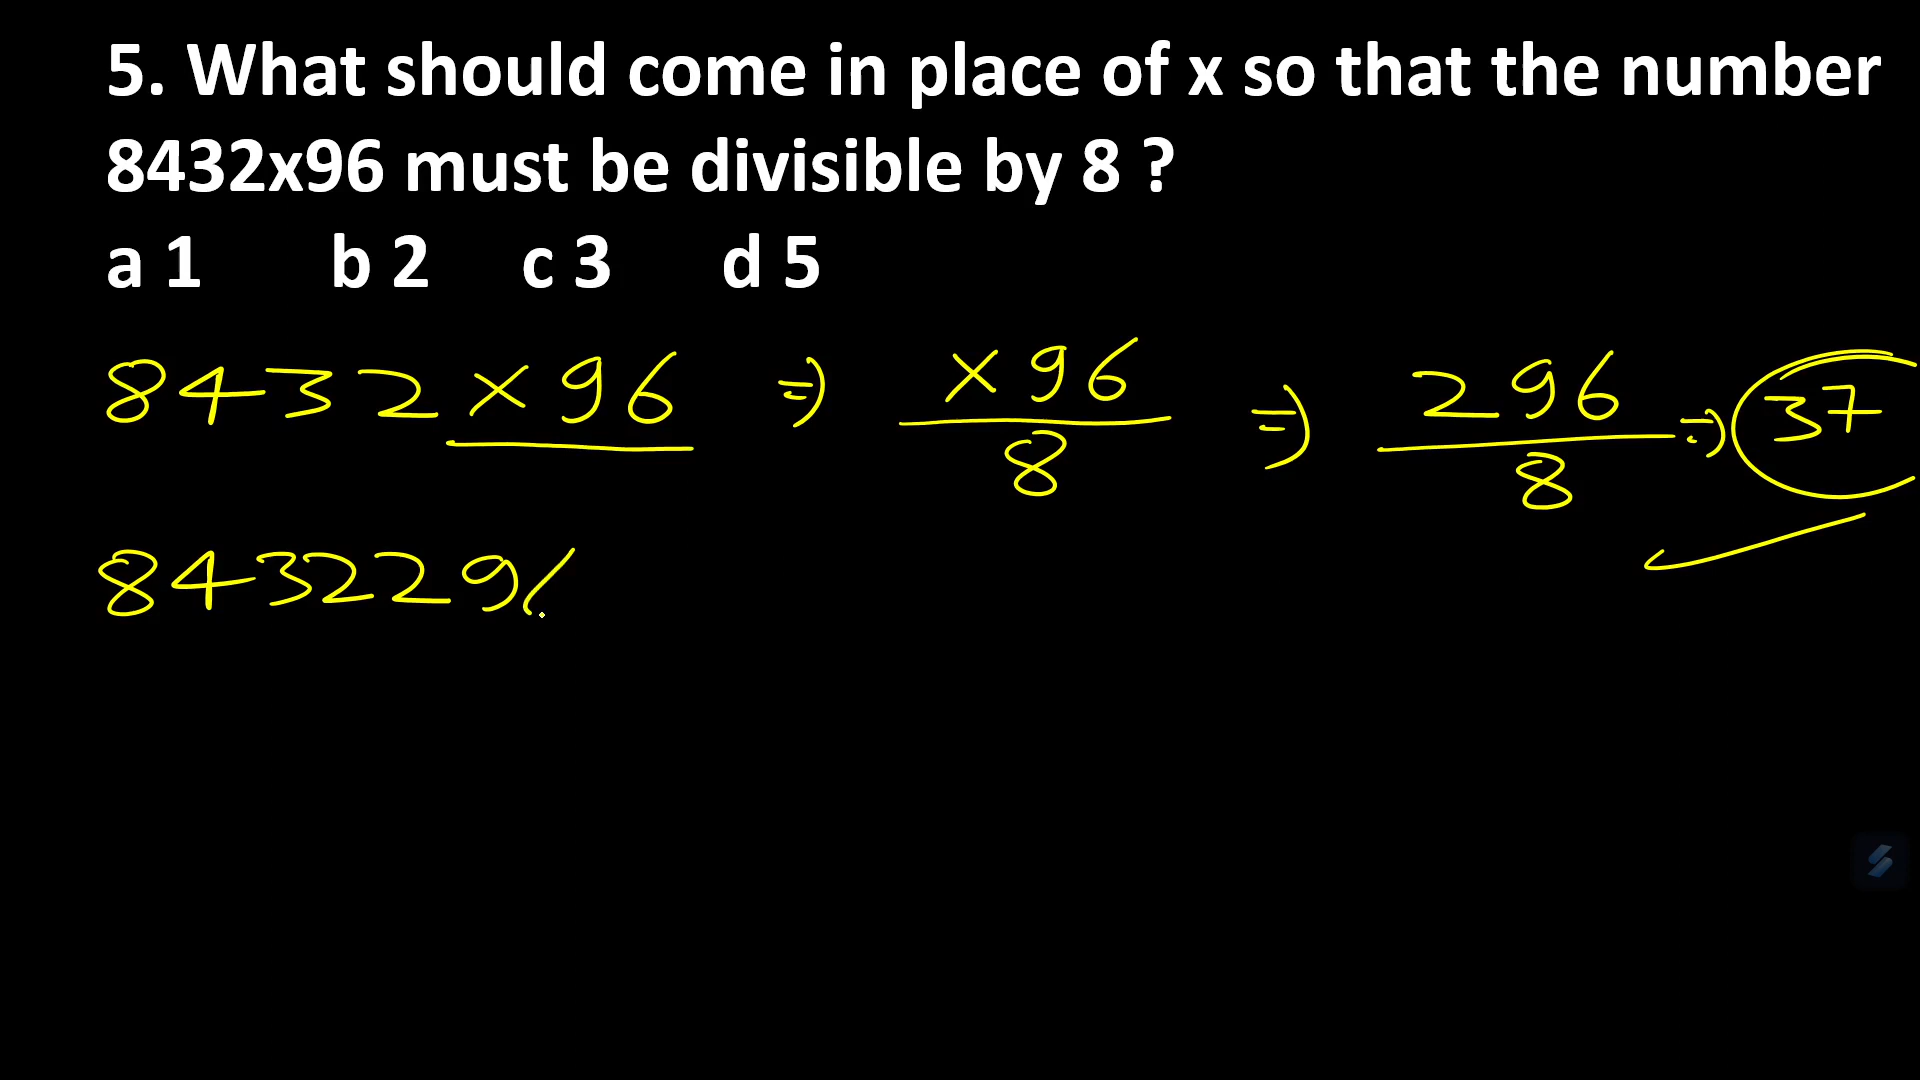 5. What should come in place of x so that the number
8432x96 must be divisible by 8 ?
a 1 b 2 c 3 d 5
8432x96 ⇒ x96/8 ⇒ 296/8 ⇒ 37
843229